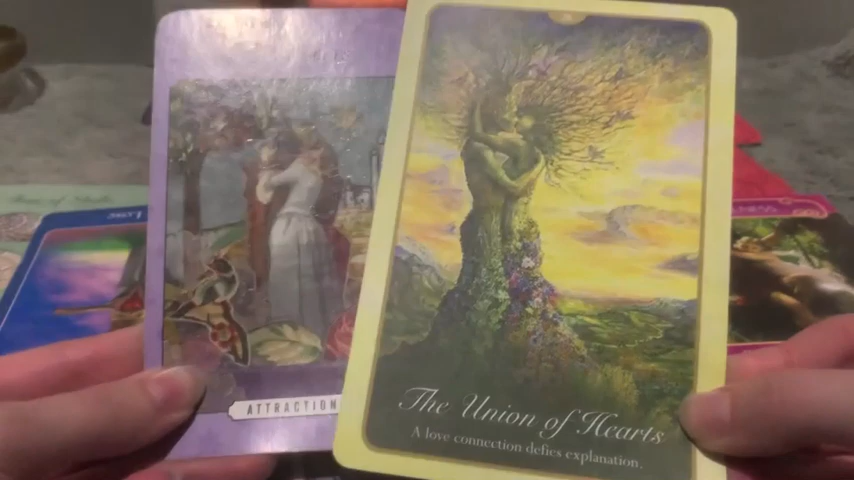 ATTRACTION
The Union of Hearts
A love connection defies explanation.